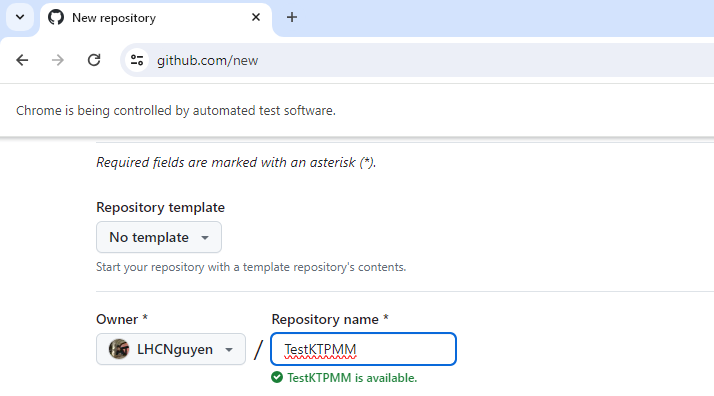 New repository
github.com/new
Chrome is being controlled by automated test software.
Required fields are marked with an asterisk (*).
Repository template
No template
Start your repository with a template repository's contents.
Owner * Repository name *
LHCNguyen / TestKTPMM
TestKTPMM is available.